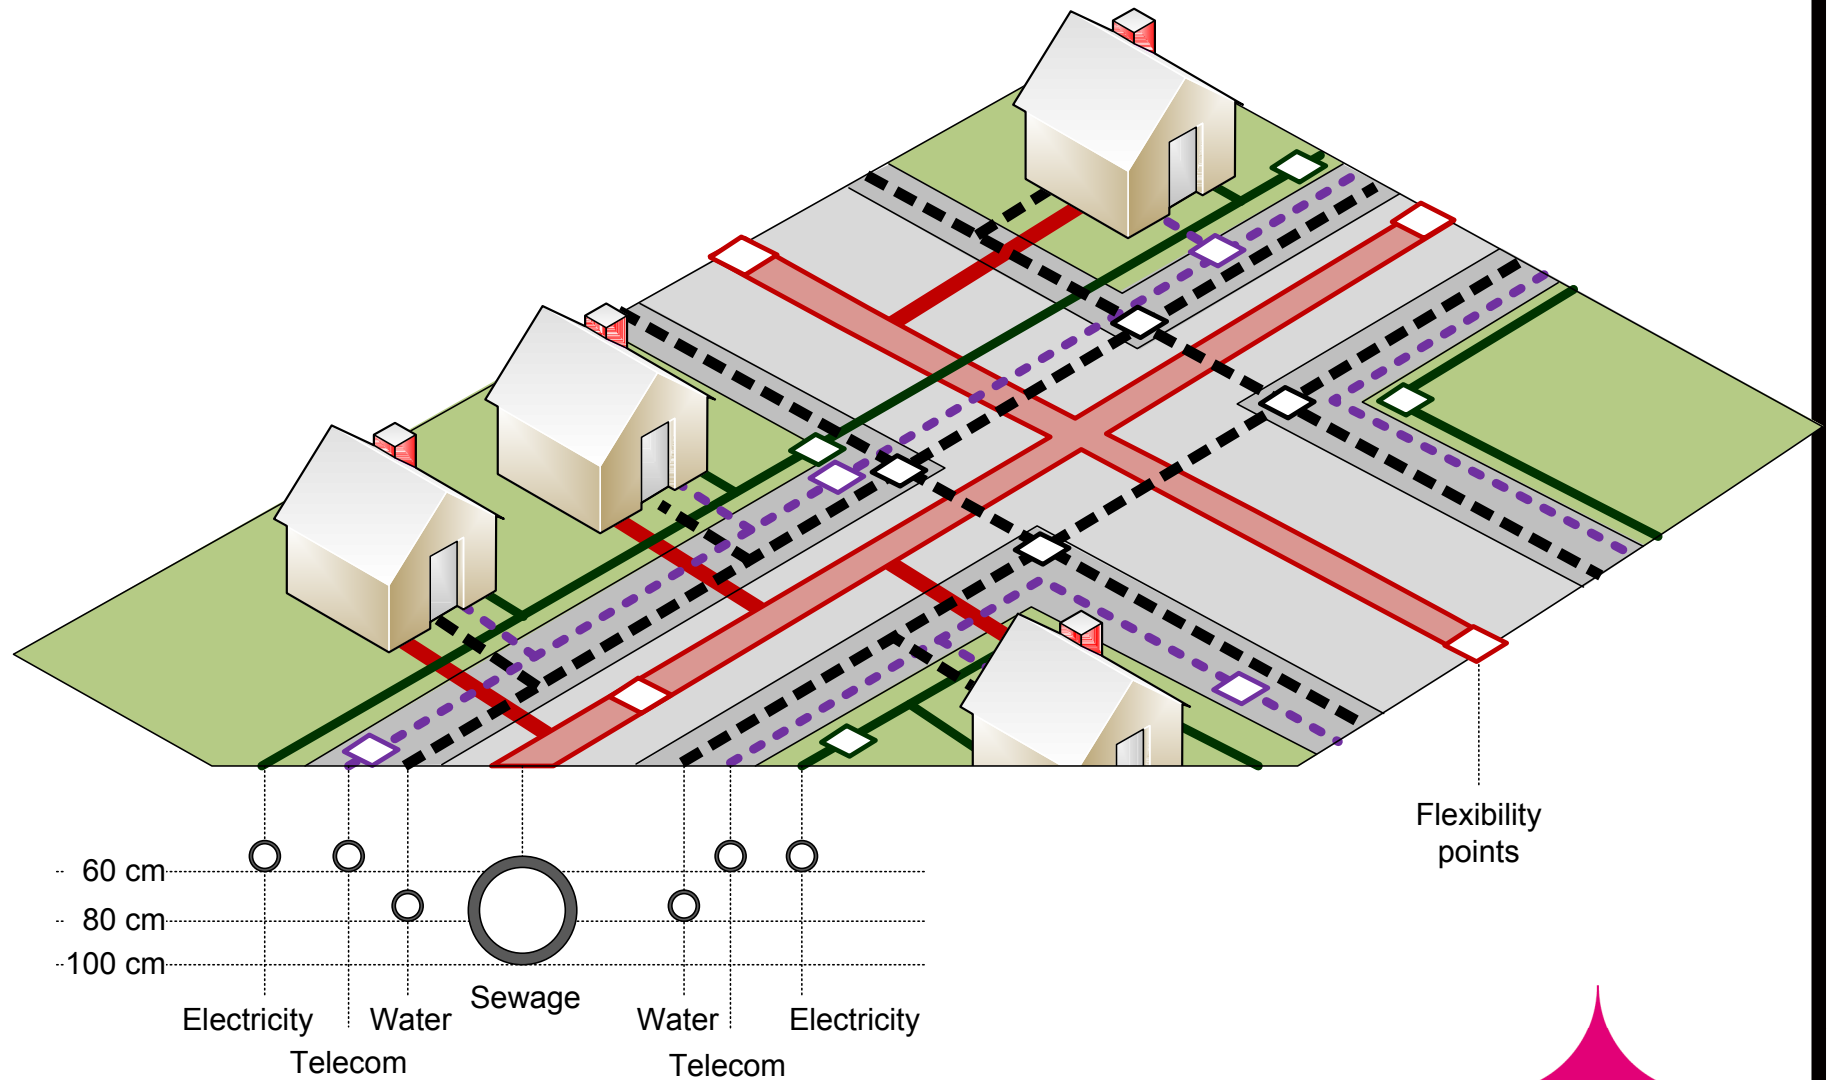 Flexibility
points
60 cm
80 cm
100 cm
Sewage
Electricity
Water
Water
Electricity
Telecom
Telecom